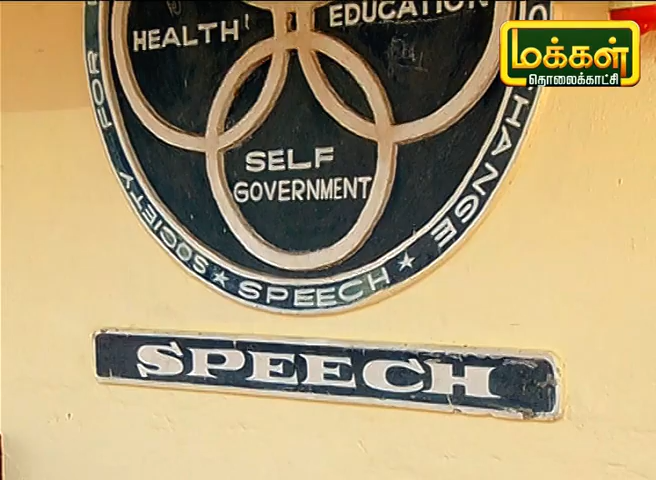 HEALTH
EDUCATION
SELF
GOVERNMENT
SOCIETY FOR
★ SPEECH ★
CHANGE
SPEECH
மக்கள்
தொலைக்காட்சி